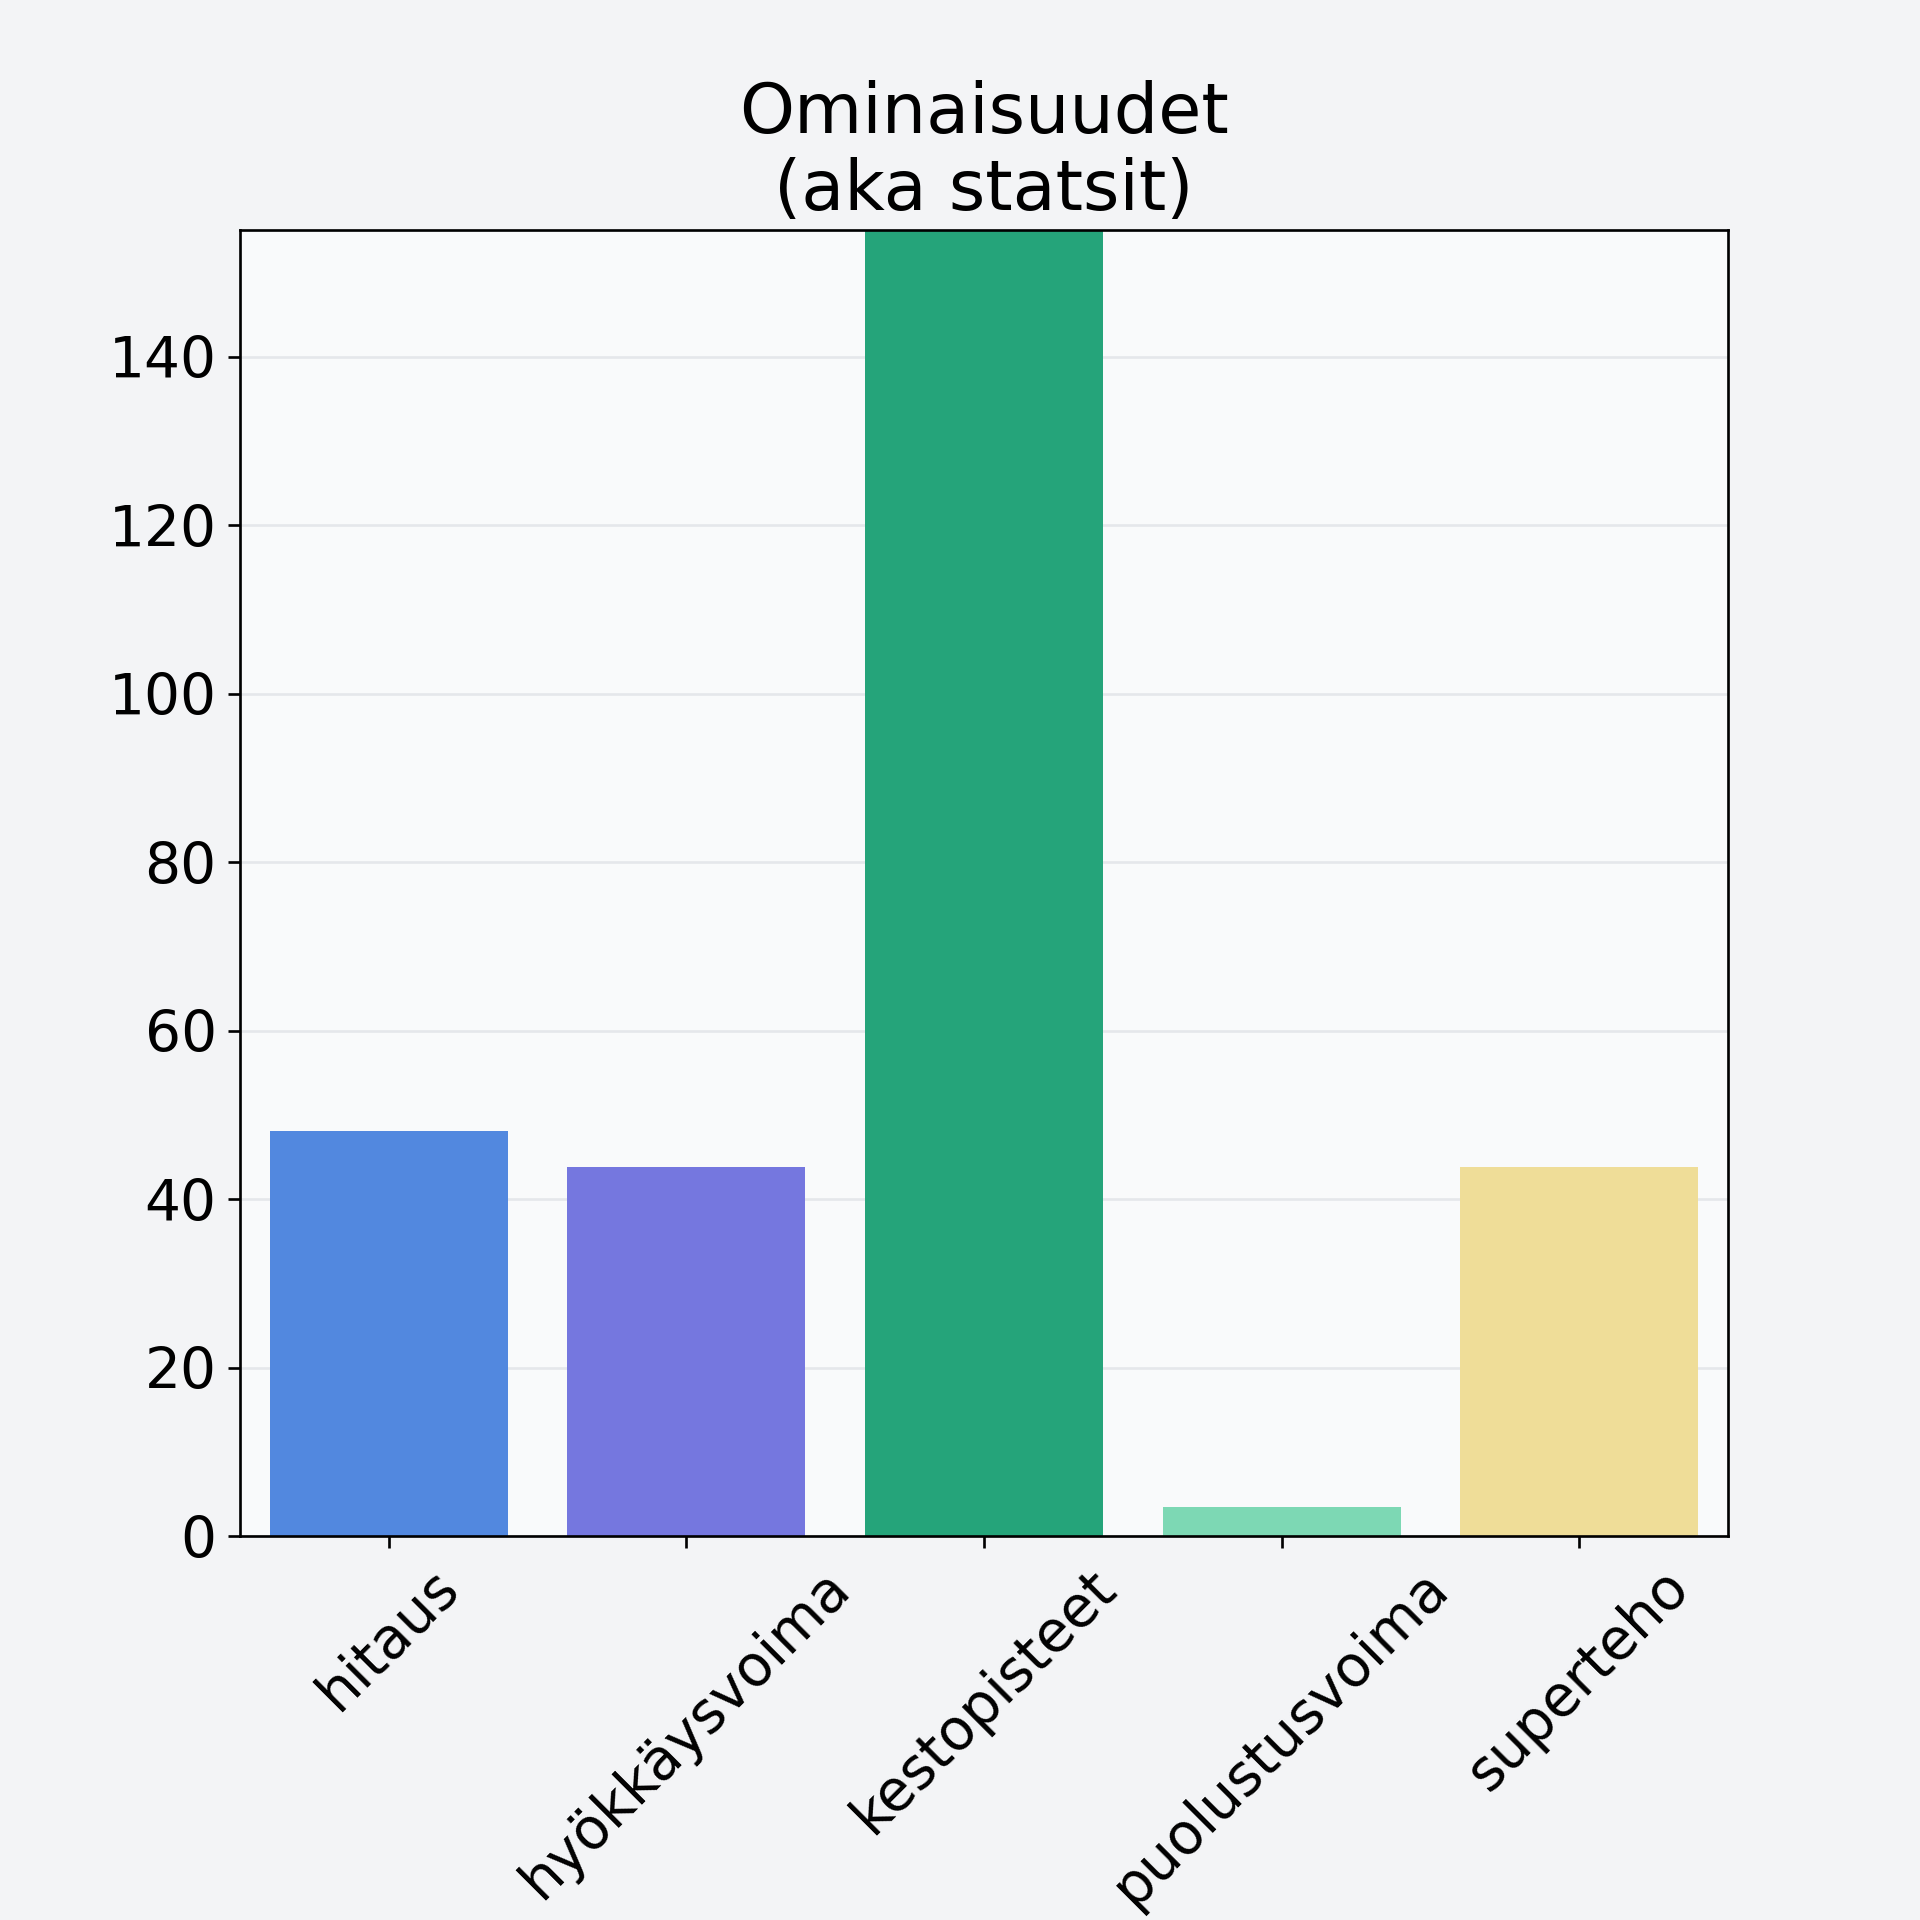 Ominaisuudet
(aka statsit)
140
120
100
80
60
40
20
0
hitaus
hyökkäysvoima
kestopisteet
puolustusvoima
superteho